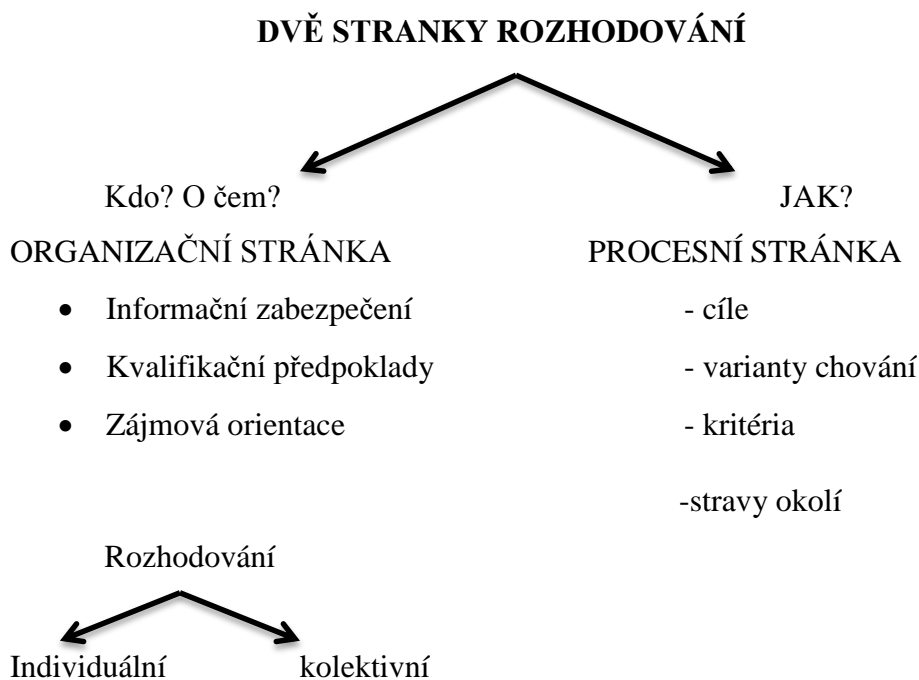 DVĚ STRANKY ROZHODOVÁNÍ
Kdo? O čem? JAK?
ORGANIZAČNÍ STRÁNKA PROCESNÍ STRÁNKA
• Informační zabezpečení - cíle
• Kvalifikační předpoklady - varianty chování
• Zájmová orientace - kritéria
-stravy okolí
Rozhodování
Individuální kolektivní